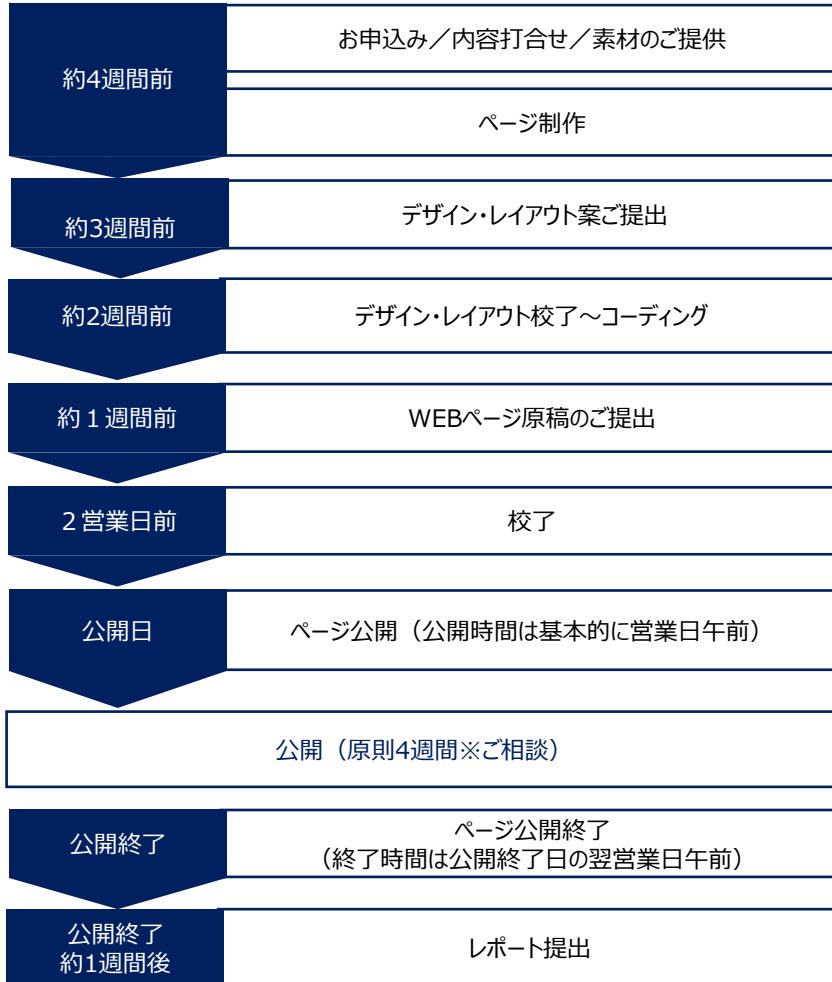 約4週間前
お申込み／内容打合せ／素材のご提供
ページ制作
約3週間前
デザイン・レイアウト案ご提出
約2週間前
デザイン・レイアウト校了～コーディング
約１週間前
WEBページ原稿のご提出
２営業日前
校了
公開日
ページ公開（公開時間は基本的に営業日午前）
公開（原則4週間※ご相談）
公開終了
ページ公開終了
（終了時間は公開終了日の翌営業日午前）
公開終了
約1週間後
レポート提出